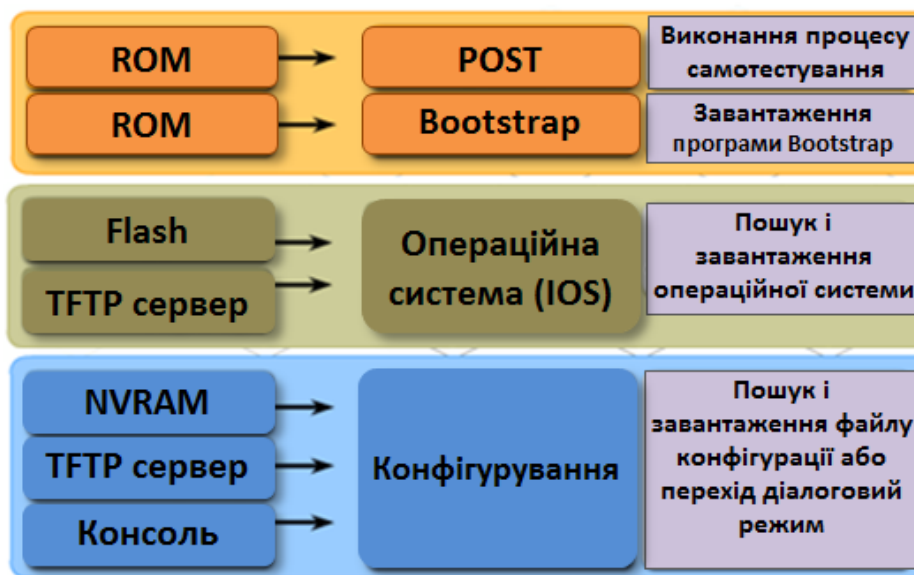 ROM
POST
Виконання процесу
самотестування
ROM
Bootstrap
Завантаження
програми Bootstrap
Flash
TFTP сервер
Операційна
система (IOS)
Пошук і
завантаження
операційної системи
NVRAM
TFTP сервер
Консоль
Конфігурування
Пошук і
завантаження файлу
конфігурації або
перехід діалоговий
режим